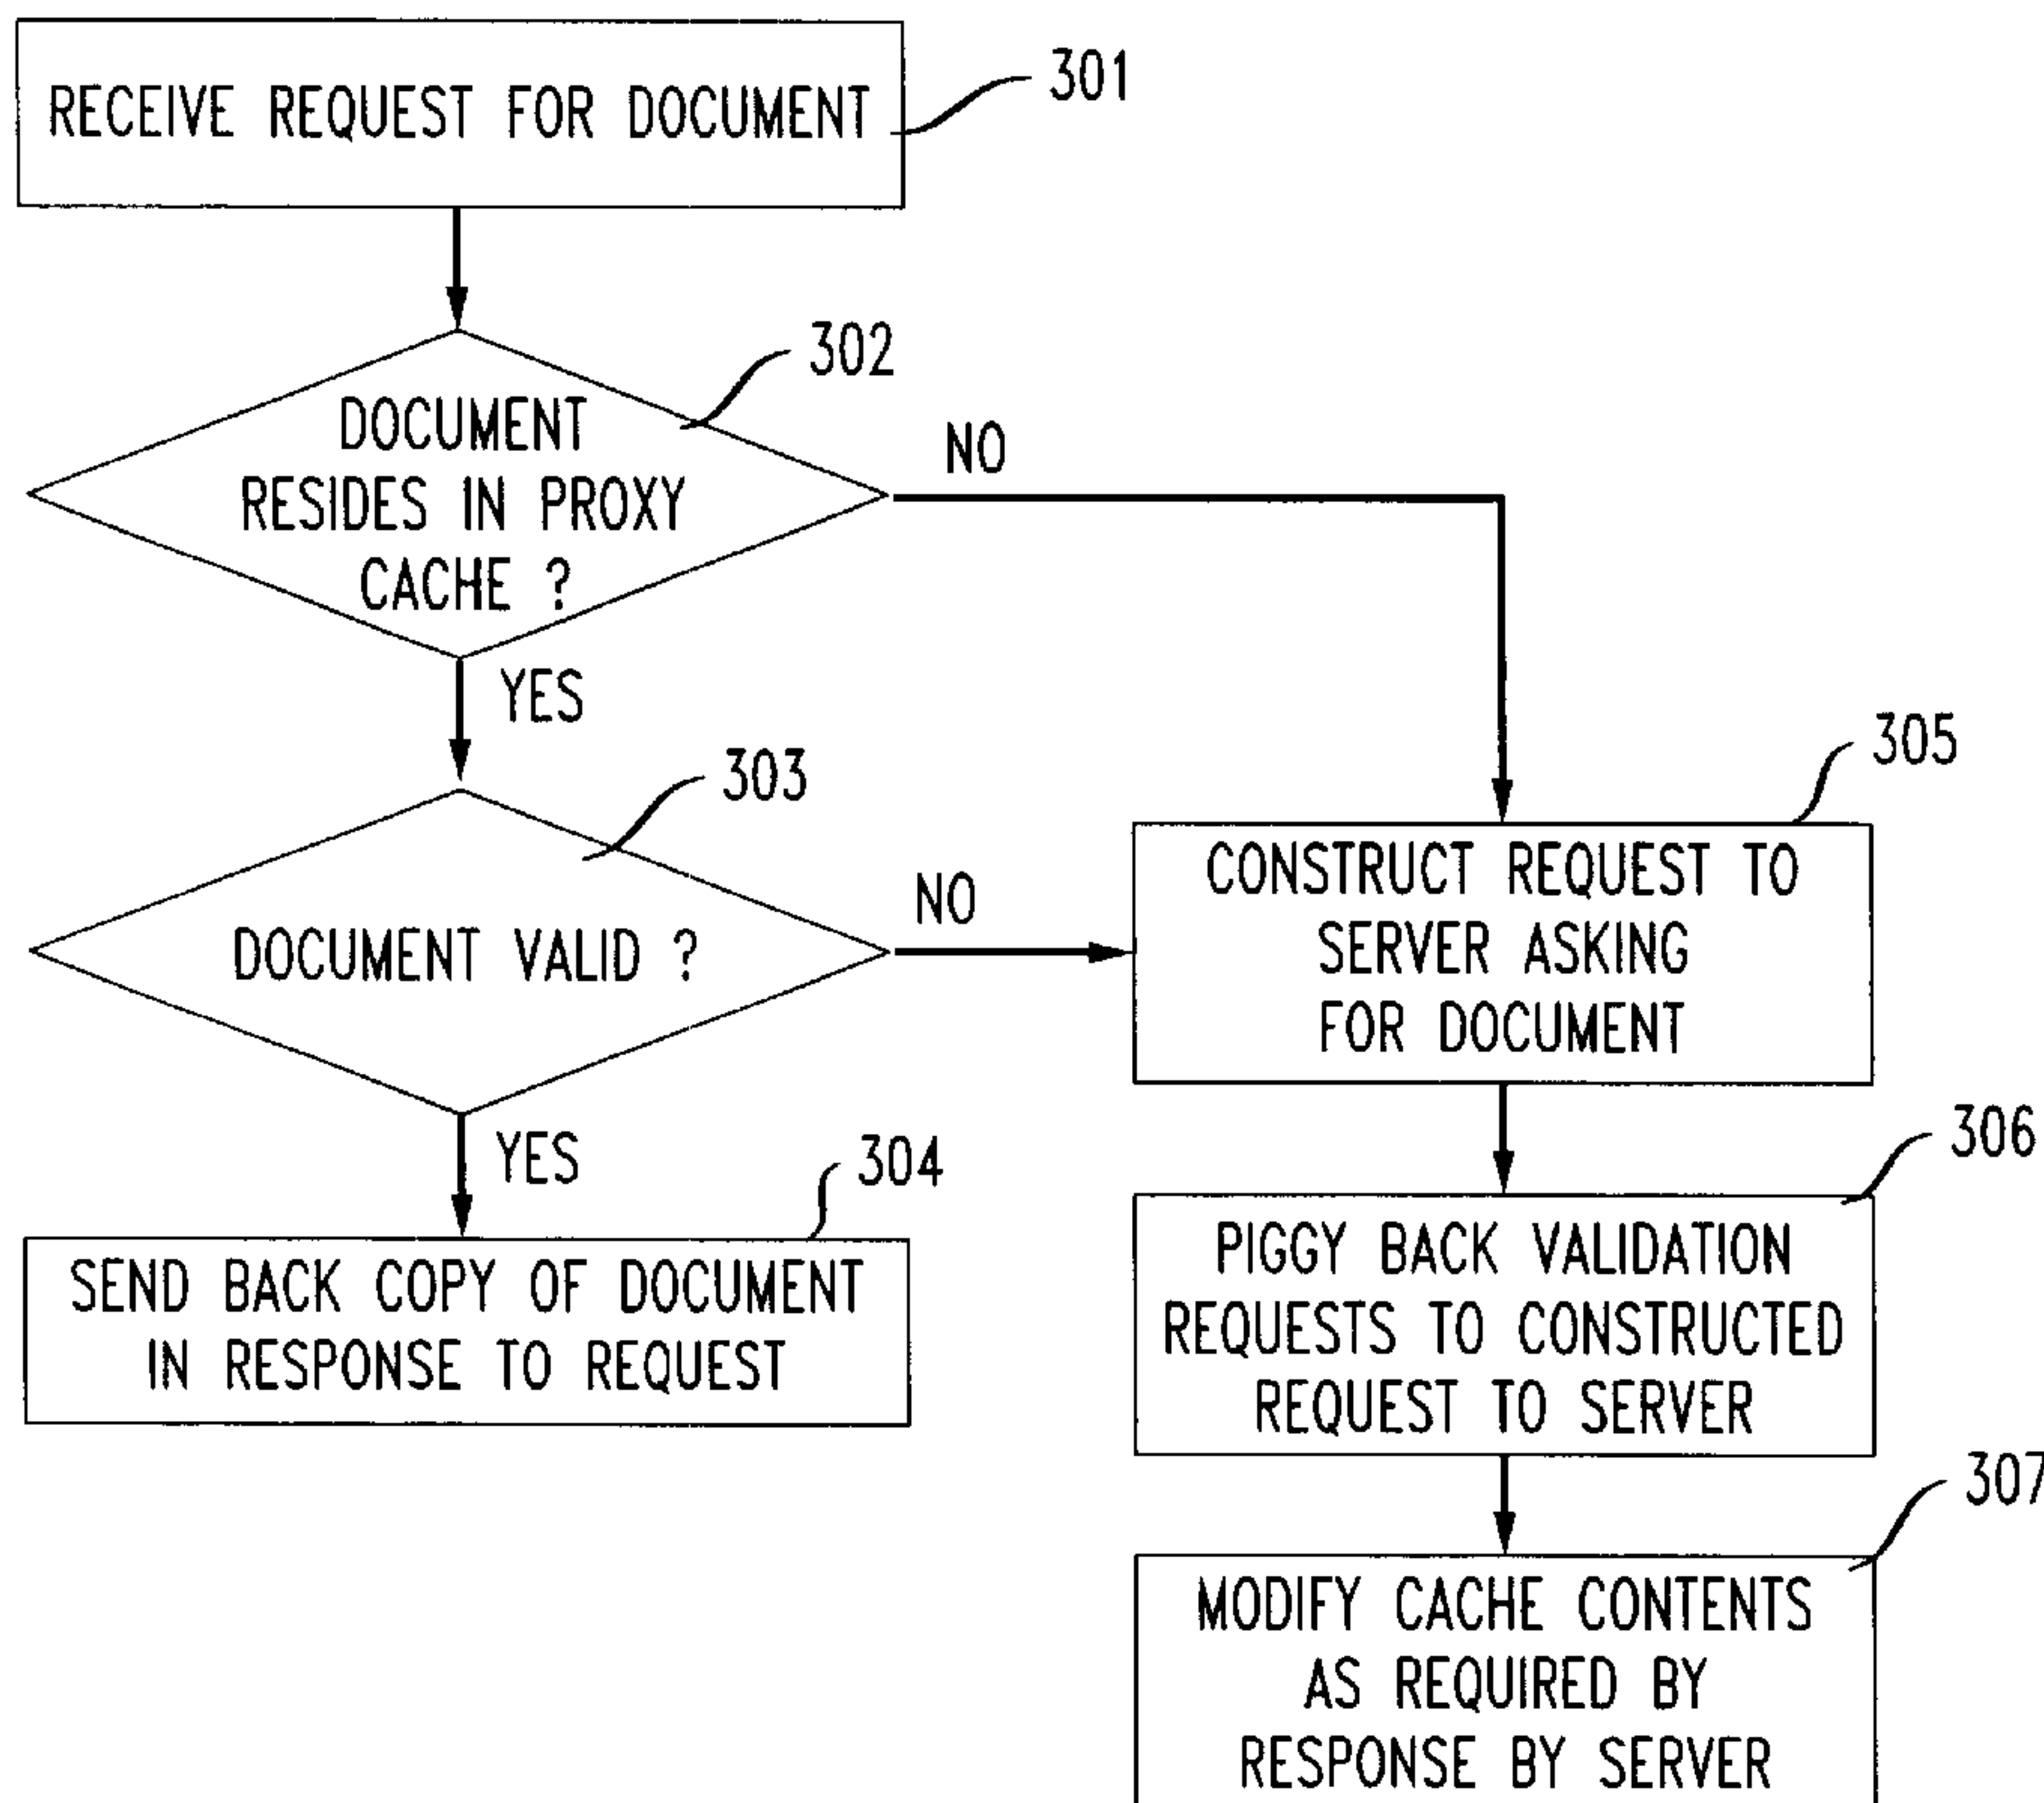 RECEIVE REQUEST FOR DOCUMENT
301
302
DOCUMENT
RESIDES IN PROXY
CACHE ?
NO
YES
303
DOCUMENT VALID ?
NO
YES
304
SEND BACK COPY OF DOCUMENT
IN RESPONSE TO REQUEST
305
CONSTRUCT REQUEST TO
SERVER ASKING
FOR DOCUMENT
306
PIGGY BACK VALIDATION
REQUESTS TO CONSTRUCTED
REQUEST TO SERVER
307
MODIFY CACHE CONTENTS
AS REQUIRED BY
RESPONSE BY SERVER